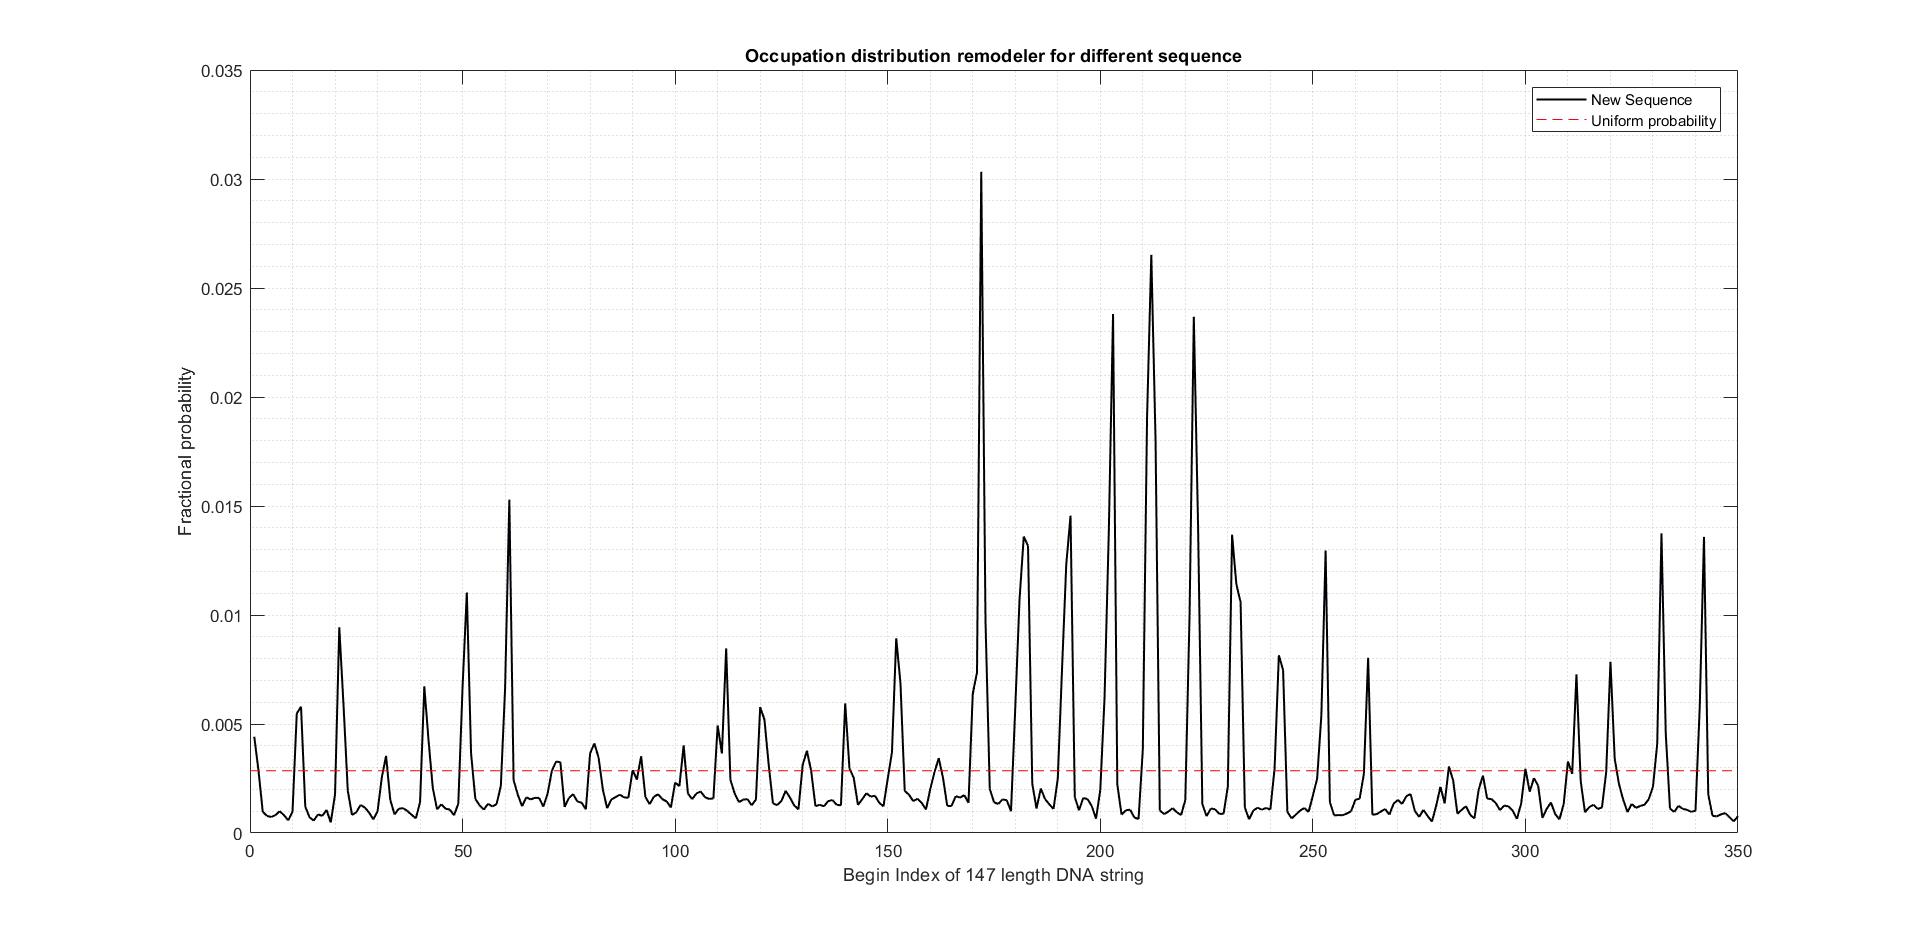 Occupation distribution remodeler for different sequence
0.035
0.03
0.025
0.02
0.015
0.01
0.005
0
Fractional probability
New Sequence
Uniform probability
0 50 100 150 200 250 300 350
Begin Index of 147 length DNA string